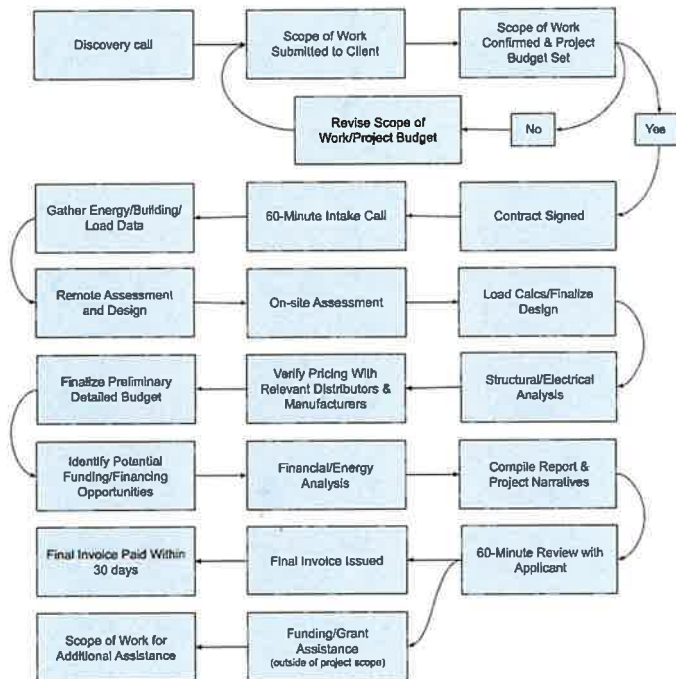 Discovery call
Scope of Work
Submitted to Client
Scope of Work
Confirmed & Project
Budget Set
Revise Scope of
Work/Project Budget
No
Yes
Gather Energy/Building/
Load Data
60-Minute Intake Call
Contract Signed
Remote Assessment
and Design
On-site Assessment
Load Calcs/Finalize
Design
Finalize Preliminary
Detailed Budget
Verify Pricing With
Relevant Distributors &
Manufacturers
Structural/Electrical
Analysis
Identify Potential
Funding/Financing
Opportunities
Financial/Energy
Analysis
Compile Report &
Project Narratives
Final Invoice Paid Within
30 days
Final Invoice Issued
60-Minute Review with
Applicant
Scope of Work for
Additional Assistance
Funding/Grant
Assistance
(outside of project scope)